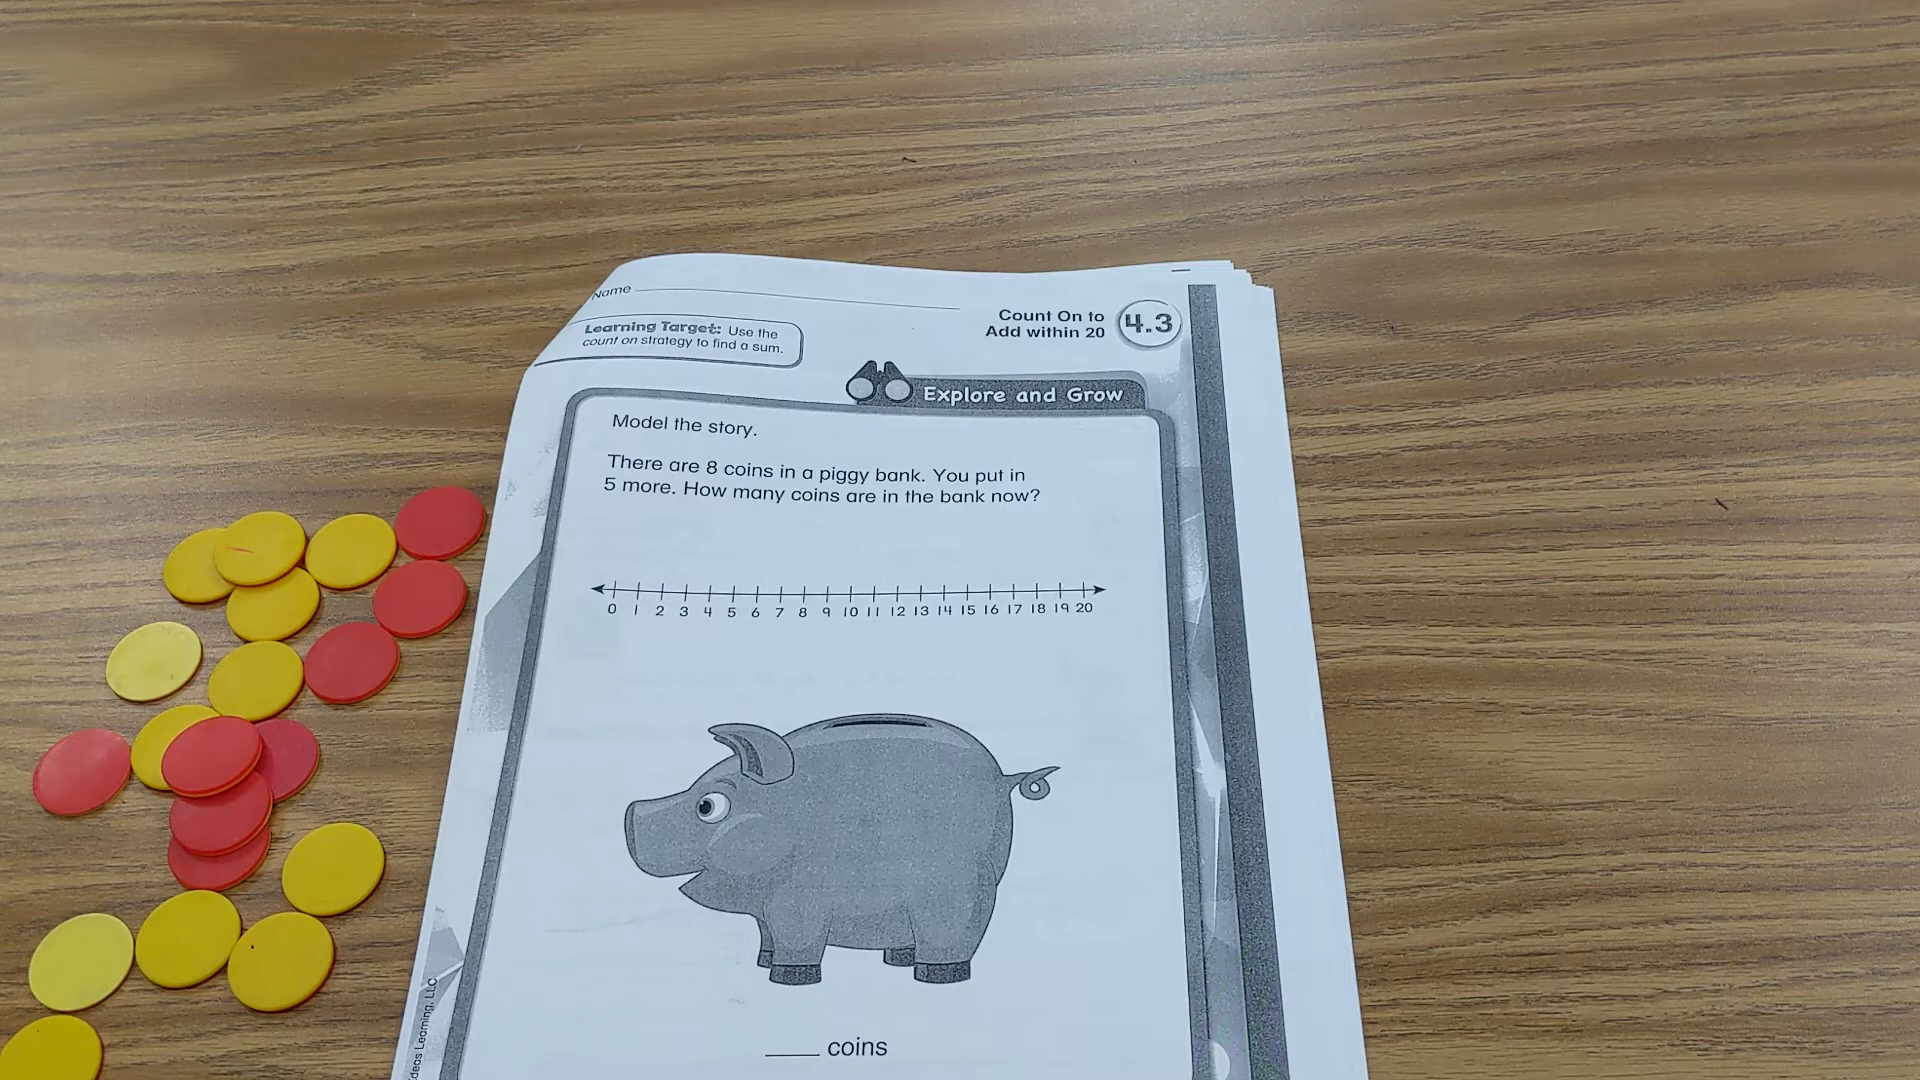 Name
Learning Target: Use the
count on strategy to find a sum.
Count On to
Add within 20
4.3
Explore and Grow
Model the story.
There are 8 coins in a piggy bank. You put in
5 more. How many coins are in the bank now?
0 1 2 3 4 5 6 7 8 9 10 11 12 13 14 15 16 17 18 19 20
coins
Learning, LLC